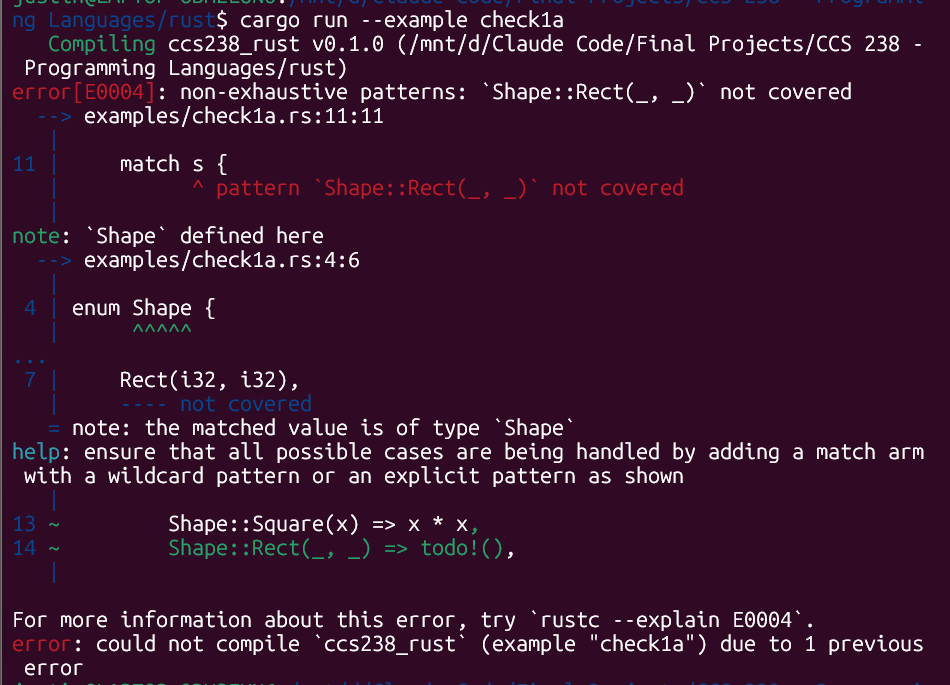 ng Languages/rust$ cargo run --example check1a
Compiling ccs238_rust v0.1.0 (/mnt/d/Claude Code/Final Projects/CCS 238 -
Programming Languages/rust)
error[E0004]: non-exhaustive patterns: `Shape::Rect(_, _)` not covered
--> examples/check1a.rs:11:11
|
11 | match s {
| ^ pattern `Shape::Rect(_, _)` not covered
|
note: `Shape` defined here
--> examples/check1a.rs:4:6
|
4 | enum Shape {
| ^^^^^
...
7 | Rect(i32, i32),
| ---- not covered
= note: the matched value is of type `Shape`
help: ensure that all possible cases are being handled by adding a match arm
with a wildcard pattern or an explicit pattern as shown
|
13 ~ Shape::Square(x) => x * x,
14 ~ Shape::Rect(_, _) => todo!(),
|
For more information about this error, try `rustc --explain E0004`.
error: could not compile `ccs238_rust` (example "check1a") due to 1 previous
error